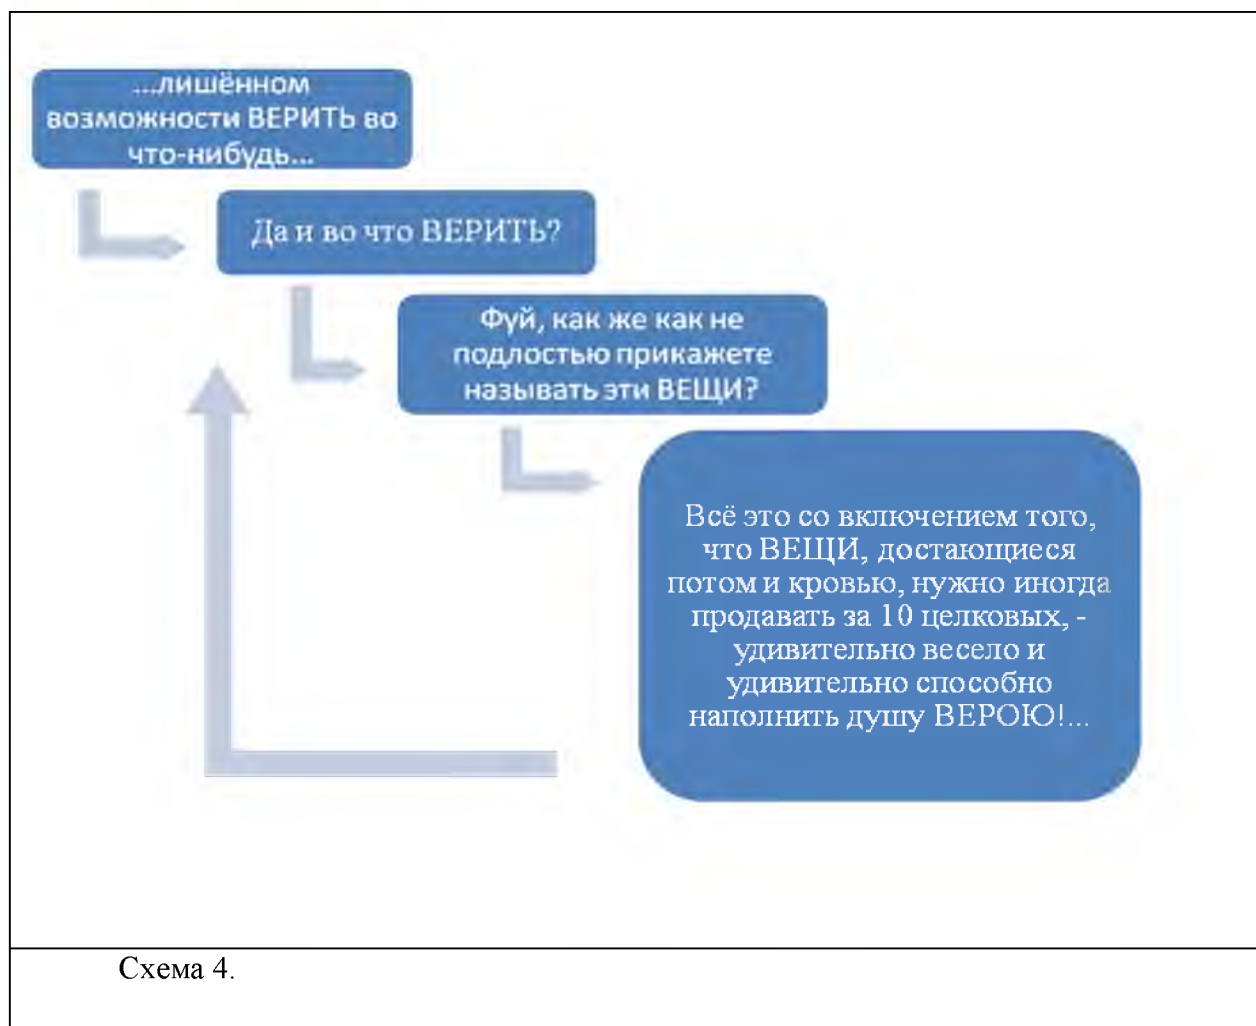 ...лишённом
возможности ВЕРИТЬ во
что-нибудь...
Да и во что ВЕРИТЬ?
Фуй, как же как не
подлостью прикажете
называть эти ВЕЩИ?
Всё это со включением того,
что ВЕЩИ, достающиеся
потом и кровью, нужно иногда
продавать за 10 целковых, -
удивительно весело и
удивительно способно
наполнить душу ВЕРОЮ!...
Схема 4.